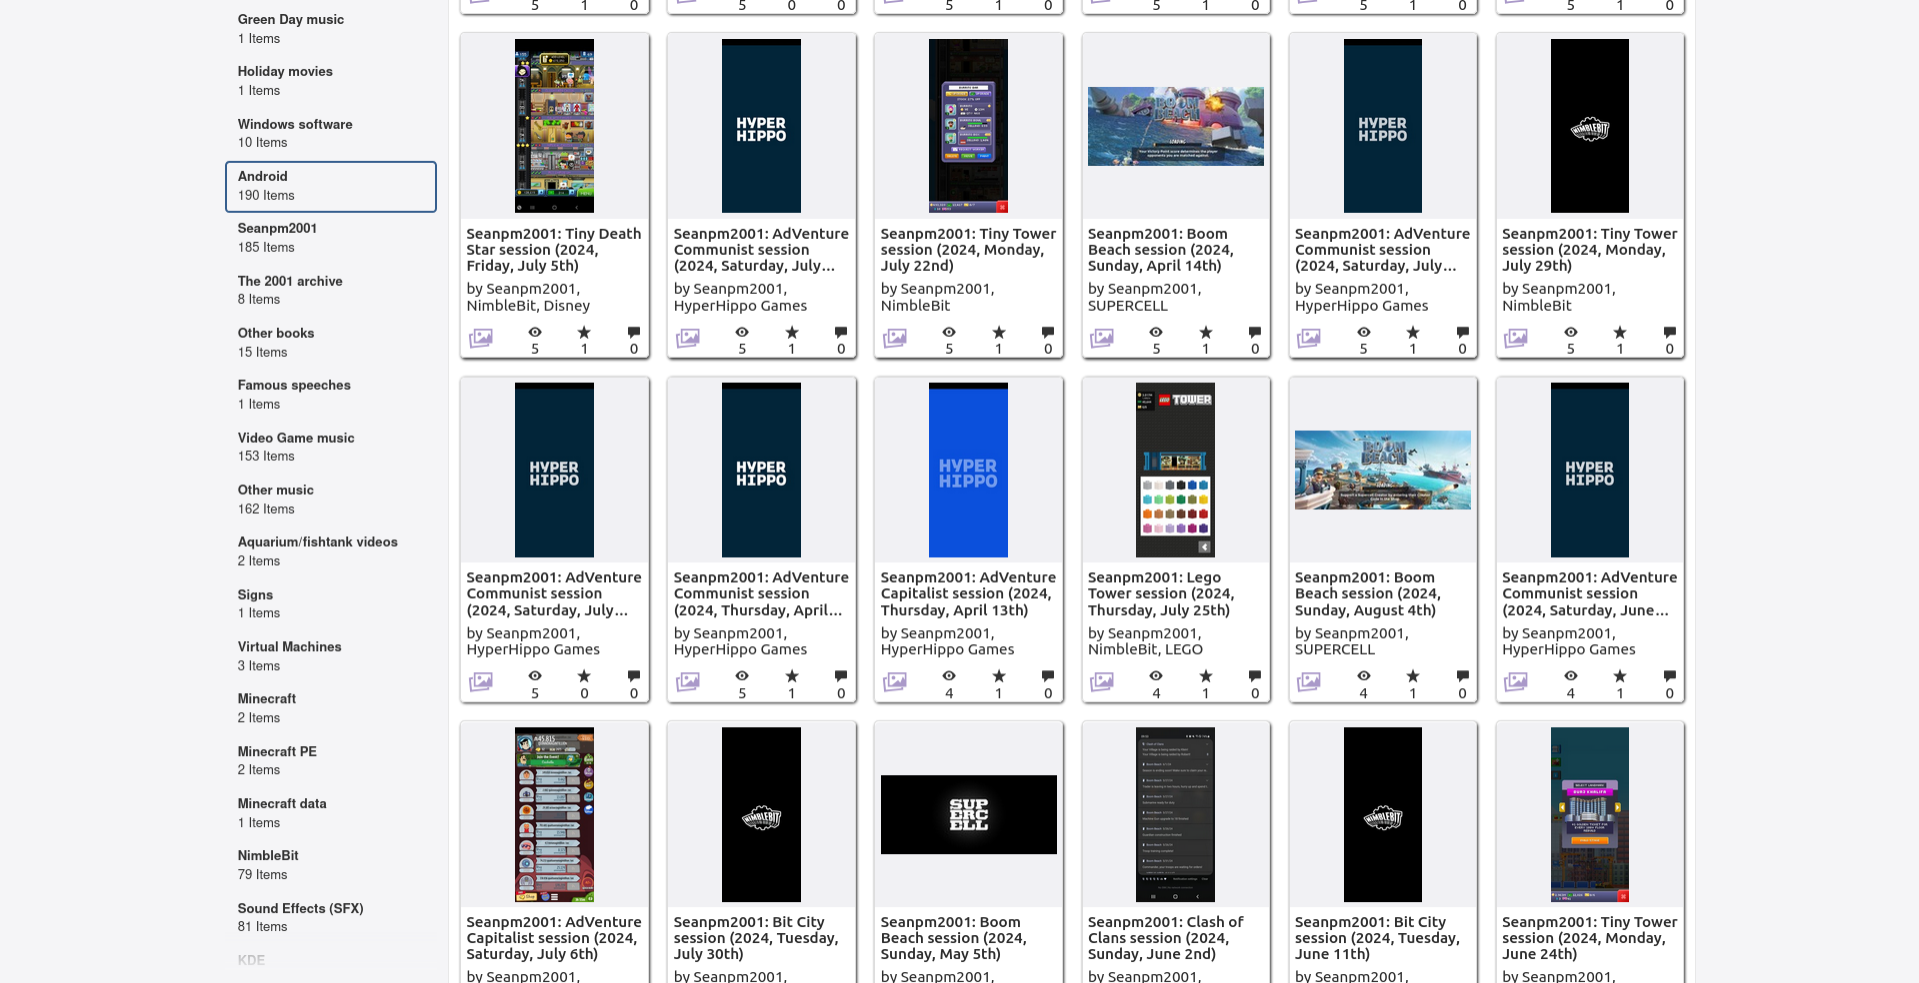 Green Day music
1 Items
Holiday movies
1 Items
Windows software
10 Items
Android
190 Items
Seanpm2001
185 Items
The 2001 archive
8 Items
Other books
15 Items
Famous speeches
1 Items
Video Game music
153 Items
Other music
162 Items
Aquarium/fishtank videos
2 Items
Signs
1 Items
Virtual Machines
3 Items
Minecraft
2 Items
Minecraft PE
2 Items
Minecraft data
1 Items
NimbleBit
79 Items
Sound Effects (SFX)
81 Items
KDE
5 1 0
5 0 0
5 1 0
5 1 0
5 1 0
5 1 0
Seanpm2001: Tiny Death
Star session (2024,
Friday, July 5th)
by Seanpm2001,
NimbleBit, Disney
5 1 0
HYPER
HIPPO
Seanpm2001: AdVenture
Communist session
(2024, Saturday, July...
by Seanpm2001,
HyperHippo Games
5 1 0
Seanpm2001: Tiny Tower
session (2024, Monday,
July 22nd)
by Seanpm2001,
NimbleBit
5 1 0
BOOM
BEACH
Seanpm2001: Boom
Beach session (2024,
Sunday, April 14th)
by Seanpm2001,
SUPERCELL
5 1 0
HYPER
HIPPO
Seanpm2001: AdVenture
Communist session
(2024, Saturday, July...
by Seanpm2001,
HyperHippo Games
5 1 0
NIMBLEBIT
Seanpm2001: Tiny Tower
session (2024, Monday,
July 29th)
by Seanpm2001,
NimbleBit
5 1 0
HYPER
HIPPO
Seanpm2001: AdVenture
Communist session
(2024, Saturday, July...
by Seanpm2001,
HyperHippo Games
5 0 0
HYPER
HIPPO
Seanpm2001: AdVenture
Communist session
(2024, Thursday, April...
by Seanpm2001,
HyperHippo Games
5 1 0
HYPER
HIPPO
Seanpm2001: AdVenture
Capitalist session (2024,
Thursday, April 13th)
by Seanpm2001,
HyperHippo Games
4 1 0
LEGO TOWER
Seanpm2001: Lego
Tower session (2024,
Thursday, July 25th)
by Seanpm2001,
NimbleBit, LEGO
4 1 0
BOOM
BEACH
Seanpm2001: Boom
Beach session (2024,
Sunday, August 4th)
by Seanpm2001,
SUPERCELL
4 1 0
HYPER
HIPPO
Seanpm2001: AdVenture
Communist session
(2024, Saturday, June...
by Seanpm2001,
HyperHippo Games
4 1 0
Seanpm2001: AdVenture
Capitalist session (2024,
Saturday, July 6th)
by Seanpm2001,
NIMBLEBIT
Seanpm2001: Bit City
session (2024, Tuesday,
July 30th)
by Seanpm2001,
SUP
ERC
ELL
Seanpm2001: Boom
Beach session (2024,
Sunday, May 5th)
by Seanpm2001,
Seanpm2001: Clash of
Clans session (2024,
Sunday, June 2nd)
by Seanpm2001,
NIMBLEBIT
Seanpm2001: Bit City
session (2024, Tuesday,
June 11th)
by Seanpm2001,
Seanpm2001: Tiny Tower
session (2024, Monday,
June 24th)
by Seanpm2001,